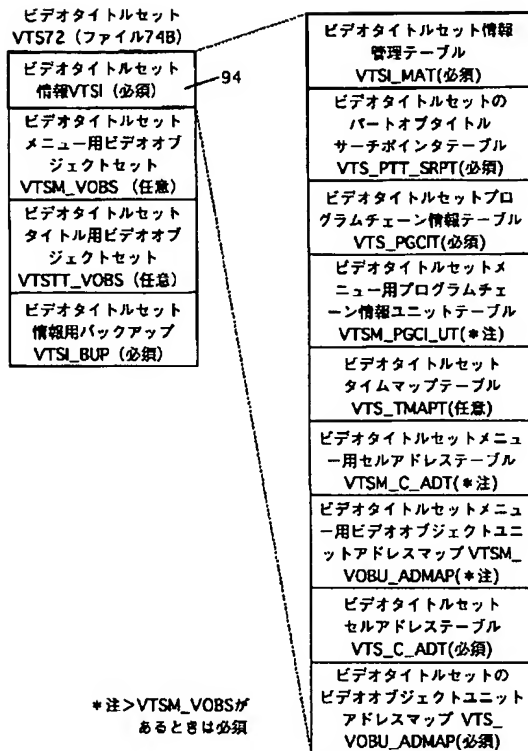 ビデオタイトルセット
VTS72（ファイル74B）
ビデオタイトルセット
情報VTSI（必須）
94
ビデオタイトルセット
メニュー用ビデオオブ
ジェクトセット
VTSM_VOBS（任意）
ビデオタイトルセット
タイトル用ビデオオブ
ジェクトセット
VTSTT_VOBS（任意）
ビデオタイトルセット
情報用バックアップ
VTSI_BUP（必須）
ビデオタイトルセット情報
管理テーブル
VTSI_MAT(必須)
ビデオタイトルセットの
パートオブタイトル
サーチポインタテーブル
VTS_PTT_SRPT(必須)
ビデオタイトルセットプロ
グラムチェーン情報テーブル
VTS_PGCIT(必須)
ビデオタイトルセットメ
ニュー用プログラムチェ
ーン情報ユニットテーブル
VTSM_PGCI_UT(*注)
ビデオタイトルセット
タイムマップテーブル
VTS_TMAPT(任意)
ビデオタイトルセットメニュ
ー用セルアドレステーブル
VTSM_C_ADT(*注)
ビデオタイトルセットメニュ
ー用ビデオオブジェクトユニ
ットアドレスマップ VTSM_
VOBU_ADMAP(*注)
ビデオタイトルセット
セルアドレステーブル
VTS_C_ADT(必須)
ビデオタイトルセットの
ビデオオブジェクトユニット
アドレスマップ VTS_
VOBU_ADMAP(必須)
*注>VTSM_VOBSが
あるときは必須